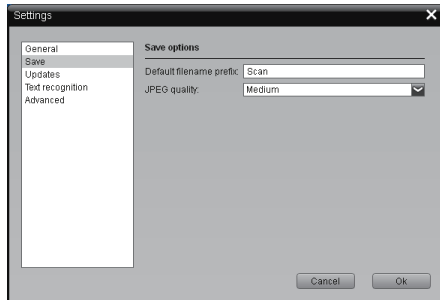 Settings
General
Save
Updates
Text recognition
Advanced
Save options
Default filename prefix: Scan
JPEG quality: Medium
Cancel
Ok